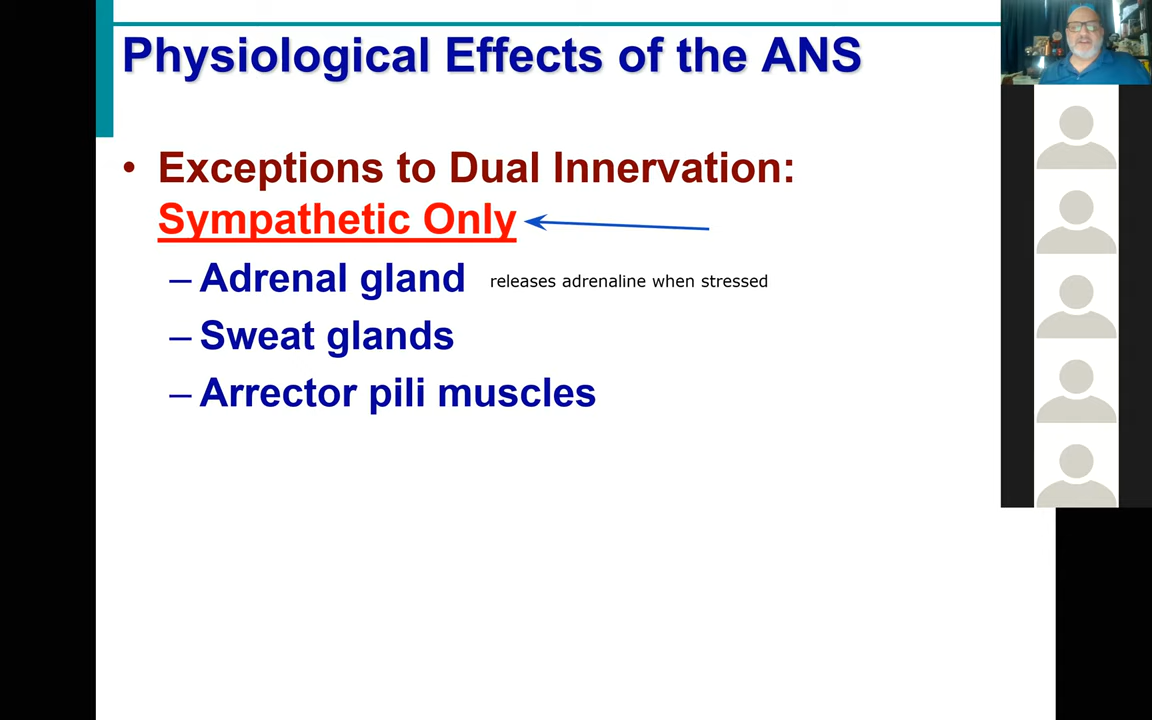 Physiological Effects of the ANS
• Exceptions to Dual Innervation:
Sympathetic Only
– Adrenal gland releases adrenaline when stressed
– Sweat glands
– Arrector pili muscles